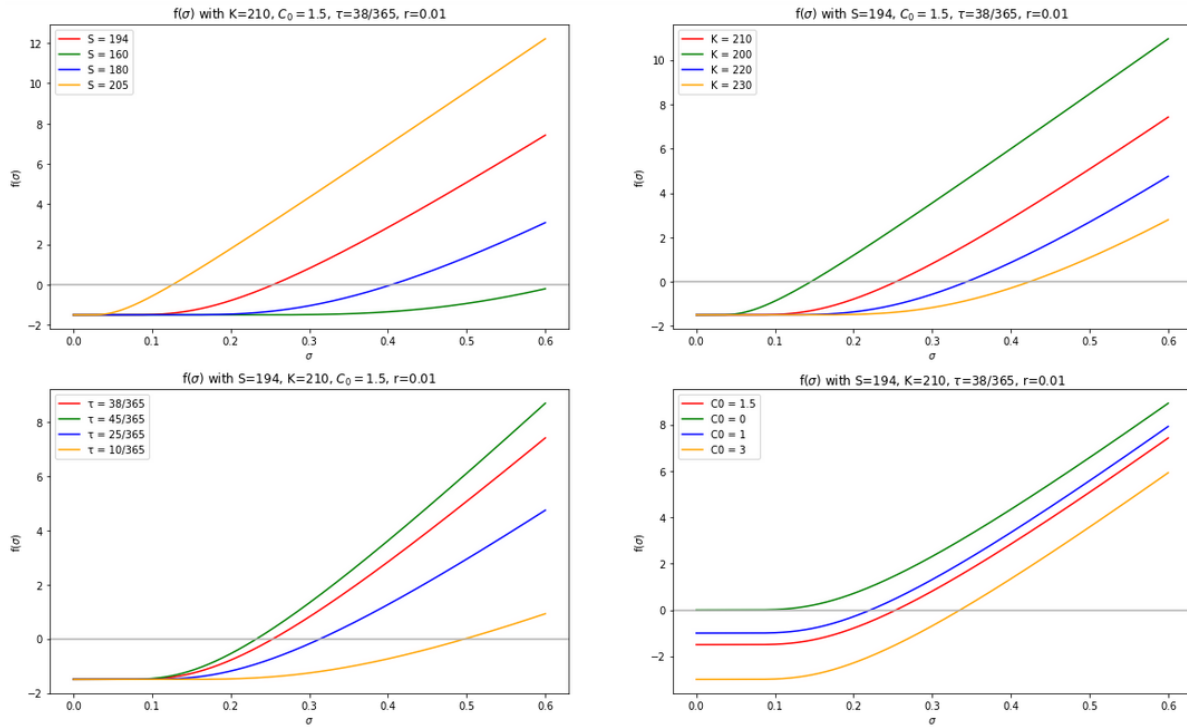 f(σ) with K=210, C₀ = 1.5, τ=38/365, r=0.01
S = 194
S = 160
S = 180
S = 205
12
10
8
6
4
2
0
−2
f(σ)
0.0 0.1 0.2 0.3 0.4 0.5 0.6
σ
f(σ) with S=194, C₀ = 1.5, τ=38/365, r=0.01
K = 210
K = 200
K = 220
K = 230
10
8
6
4
2
0
−2
f(σ)
0.0 0.1 0.2 0.3 0.4 0.5 0.6
σ
f(σ) with S=194, K=210, C₀ = 1.5, r=0.01
τ = 38/365
τ = 45/365
τ = 25/365
τ = 10/365
8
6
4
2
0
−2
f(σ)
0.0 0.1 0.2 0.3 0.4 0.5 0.6
σ
f(σ) with S=194, K=210, τ=38/365, r=0.01
C0 = 1.5
C0 = 0
C0 = 1
C0 = 3
8
6
4
2
0
−2
f(σ)
0.0 0.1 0.2 0.3 0.4 0.5 0.6
σ